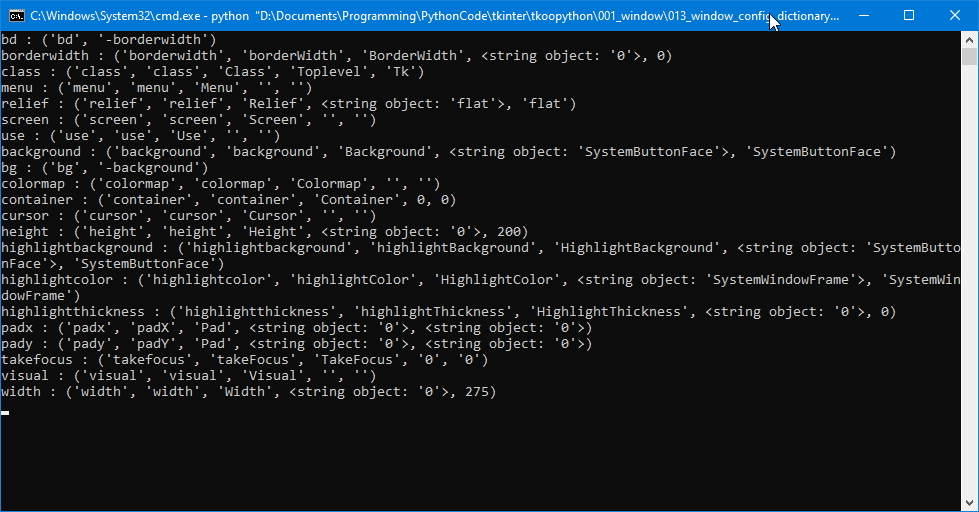 C:\Windows\System32\cmd.exe - python  "D:\Documents\Programming\PythonCode\tkinter\tkoopython\001_window\013_window_config_dictionary...
bd : ('bd', '-borderwidth')
borderwidth : ('borderwidth', 'borderWidth', 'BorderWidth', <string object: '0'>, 0)
class : ('class', 'class', 'Class', 'Toplevel', 'Tk')
menu : ('menu', 'menu', 'Menu', '', '')
relief : ('relief', 'relief', 'Relief', <string object: 'flat'>, 'flat')
screen : ('screen', 'screen', 'Screen', '', '')
use : ('use', 'use', 'Use', '', '')
background : ('background', 'background', 'Background', <string object: 'SystemButtonFace'>, 'SystemButtonFace')
bg : ('bg', '-background')
colormap : ('colormap', 'colormap', 'Colormap', '', '')
container : ('container', 'container', 'Container', 0, 0)
cursor : ('cursor', 'cursor', 'Cursor', '', '')
height : ('height', 'height', 'Height', <string object: '0'>, 200)
highlightbackground : ('highlightbackground', 'highlightBackground', 'HighlightBackground', <string object: 'SystemButto
nFace'>, 'SystemButtonFace')
highlightcolor : ('highlightcolor', 'highlightColor', 'HighlightColor', <string object: 'SystemWindowFrame'>, 'SystemWin
dowFrame')
highlightthickness : ('highlightthickness', 'highlightThickness', 'HighlightThickness', <string object: '0'>, 0)
padx : ('padx', 'padX', 'Pad', <string object: '0'>, <string object: '0'>)
pady : ('pady', 'padY', 'Pad', <string object: '0'>, <string object: '0'>)
takefocus : ('takefocus', 'takeFocus', 'TakeFocus', '0', '0')
visual : ('visual', 'visual', 'Visual', '', '')
width : ('width', 'width', 'Width', <string object: '0'>, 275)